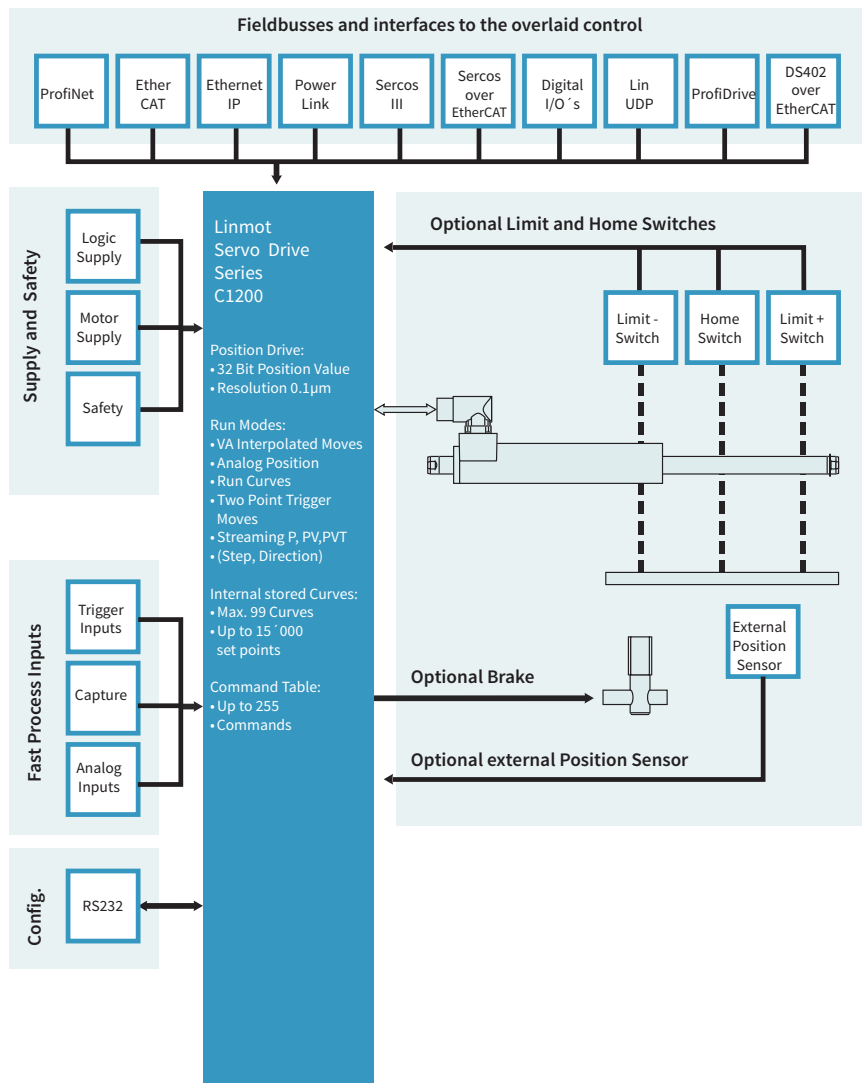 Fieldbusses and interfaces to the overlaid control
ProfiNet
Ether
CAT
Ethernet
IP
Power
Link
Sercos
III
Sercos
over
EtherCAT
Digital
I/O´s
Lin
UDP
ProfiDrive
DS402
over
EtherCAT
Supply and Safety
Logic
Supply
Motor
Supply
Safety
Linmot
Servo Drive
Series
C1200
Position Drive:
• 32 Bit Position Value
• Resolution 0.1µm
Run Modes:
• VA Interpolated Moves
• Analog Position
• Run Curves
• Two Point Trigger
Moves
• Streaming P, PV,PVT
• (Step, Direction)
Internal stored Curves:
• Max. 99 Curves
• Up to 15´000
set points
Command Table:
• Up to 255
• Commands
Optional Limit and Home Switches
Limit -
Switch
Home
Switch
Limit +
Switch
External
Position
Sensor
Optional Brake
Optional external Position Sensor
Fast Process Inputs
Trigger
Inputs
Capture
Analog
Inputs
Config.
RS232